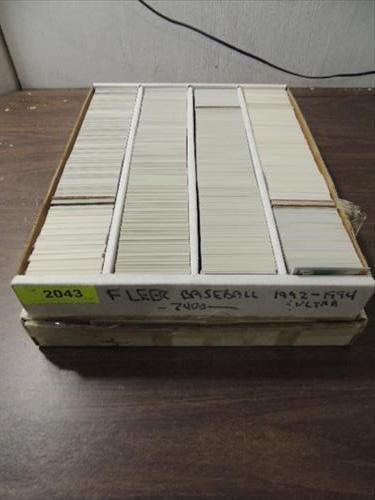 2043
FLEER BASEBALL 1992-1994
-2400- : ULTRA